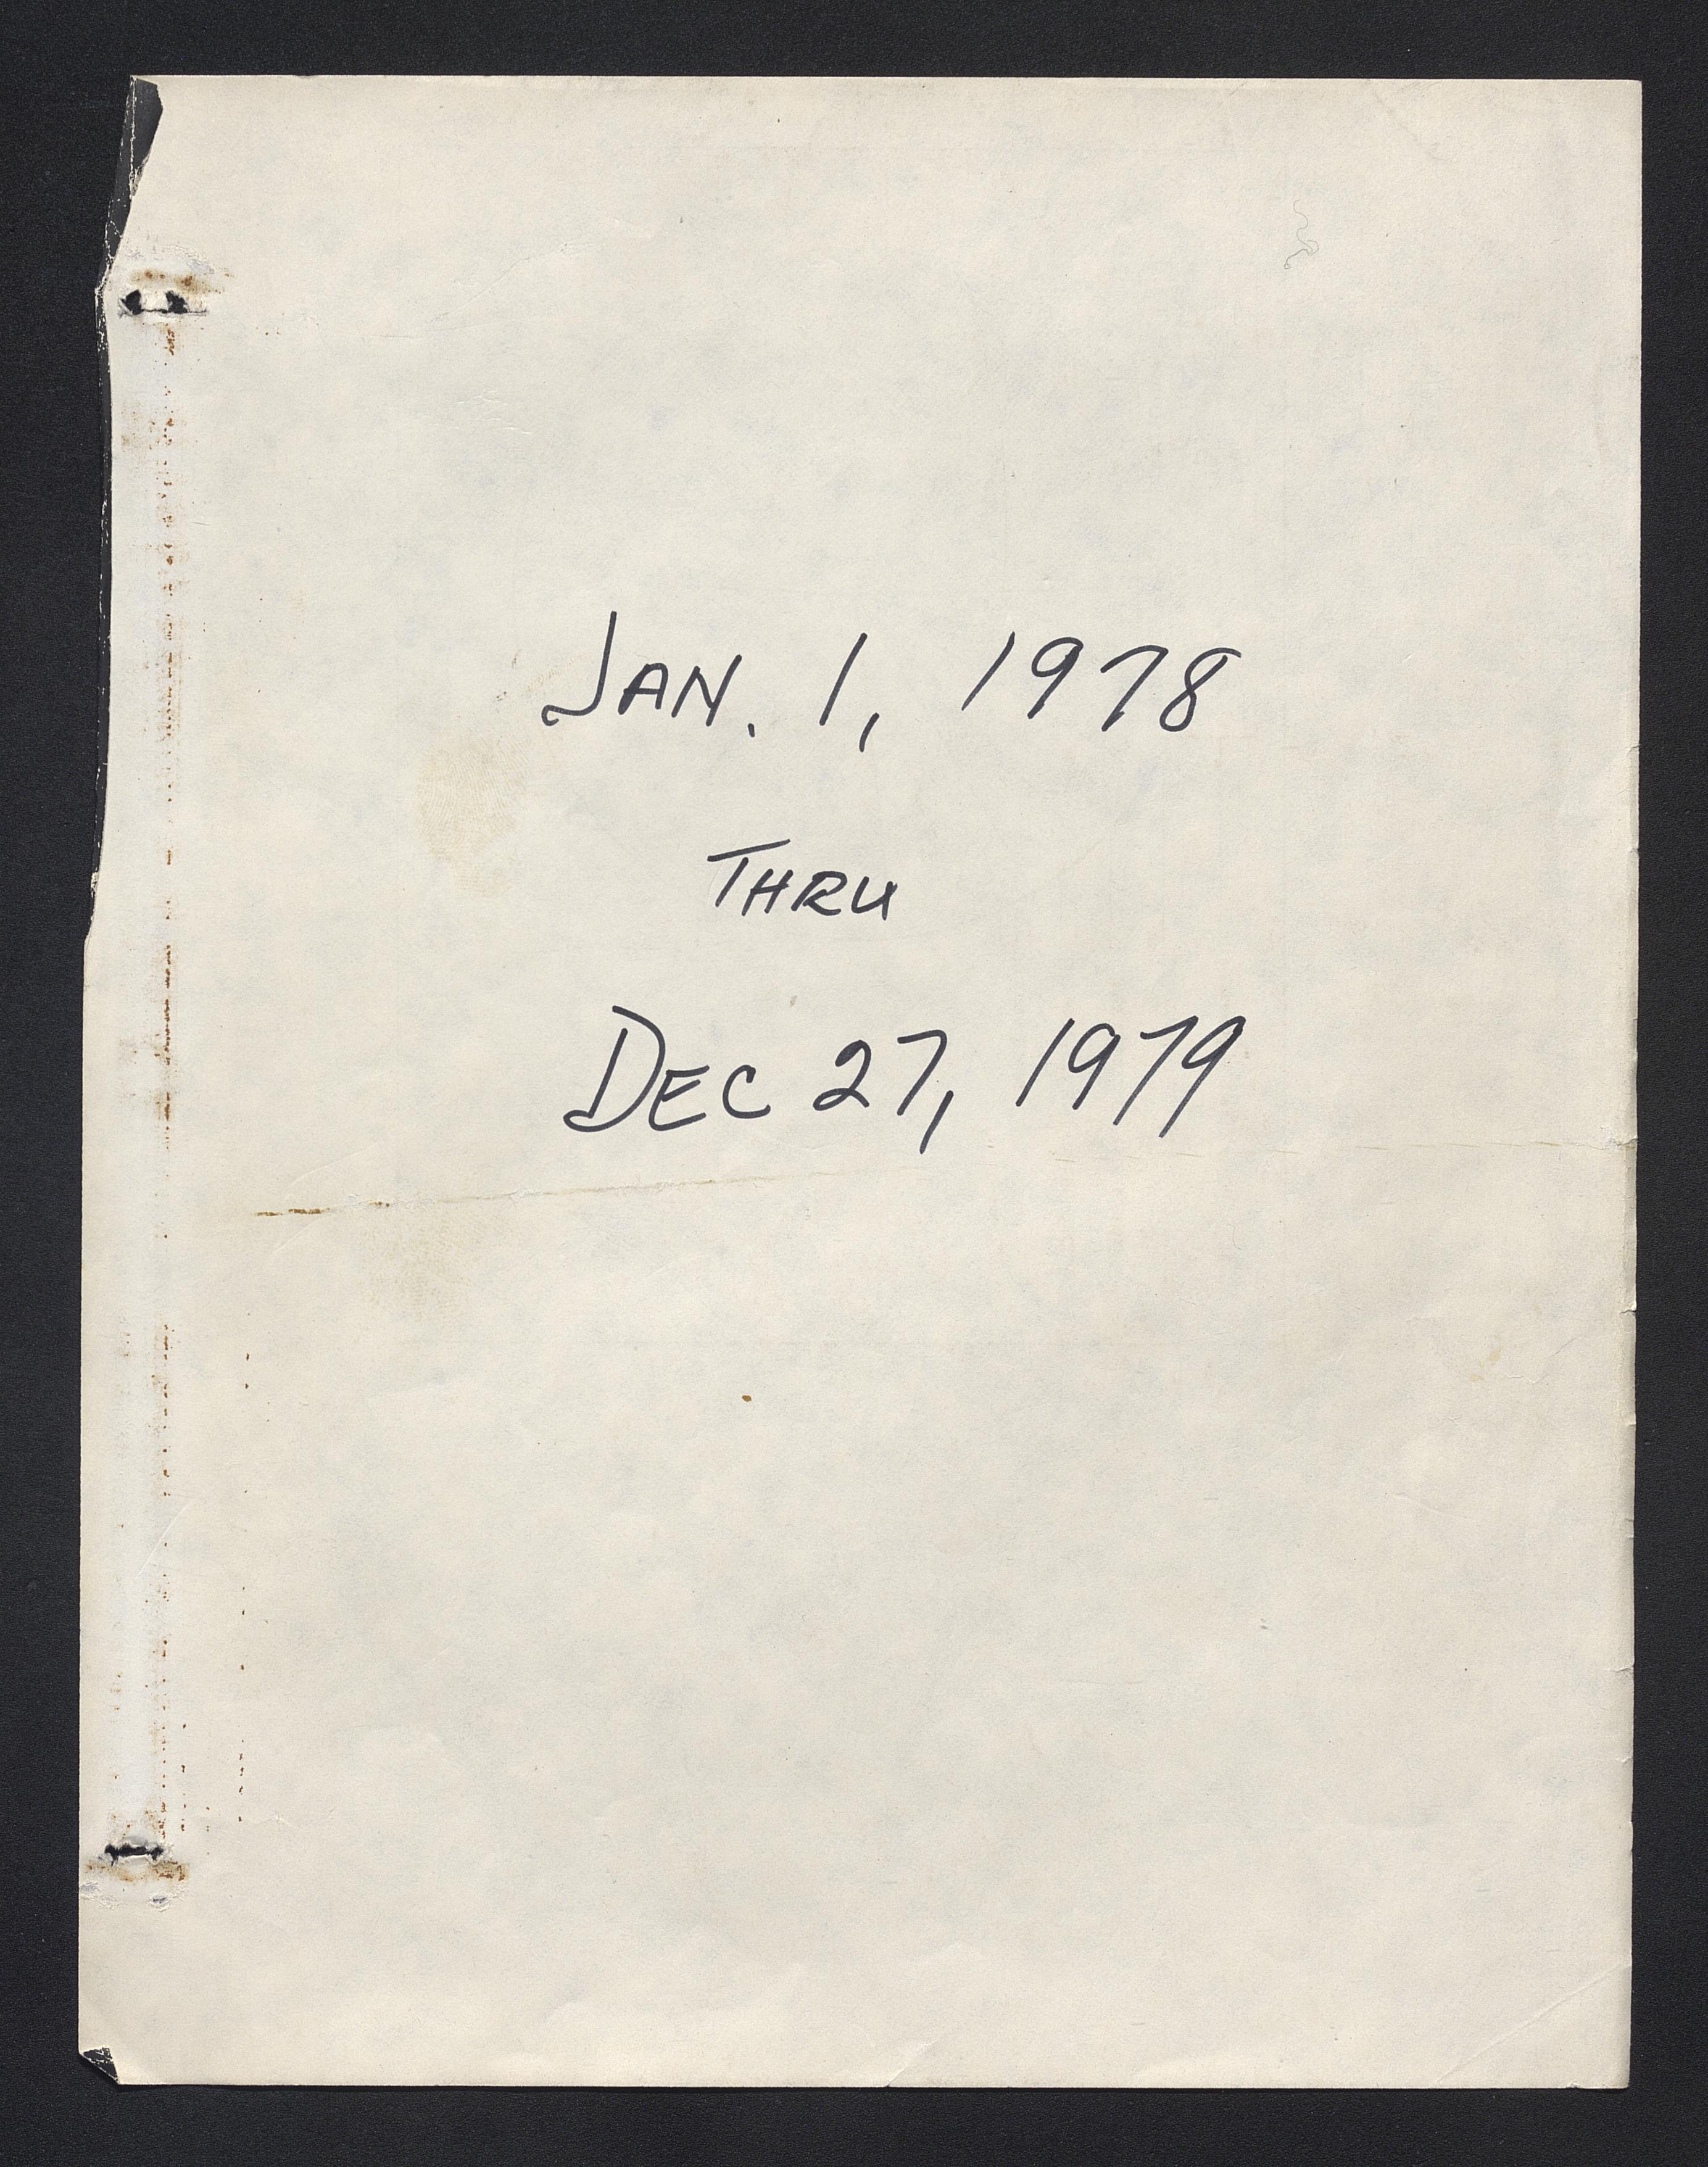 JAN. 1, 1978
THRU
DEC 27, 1979